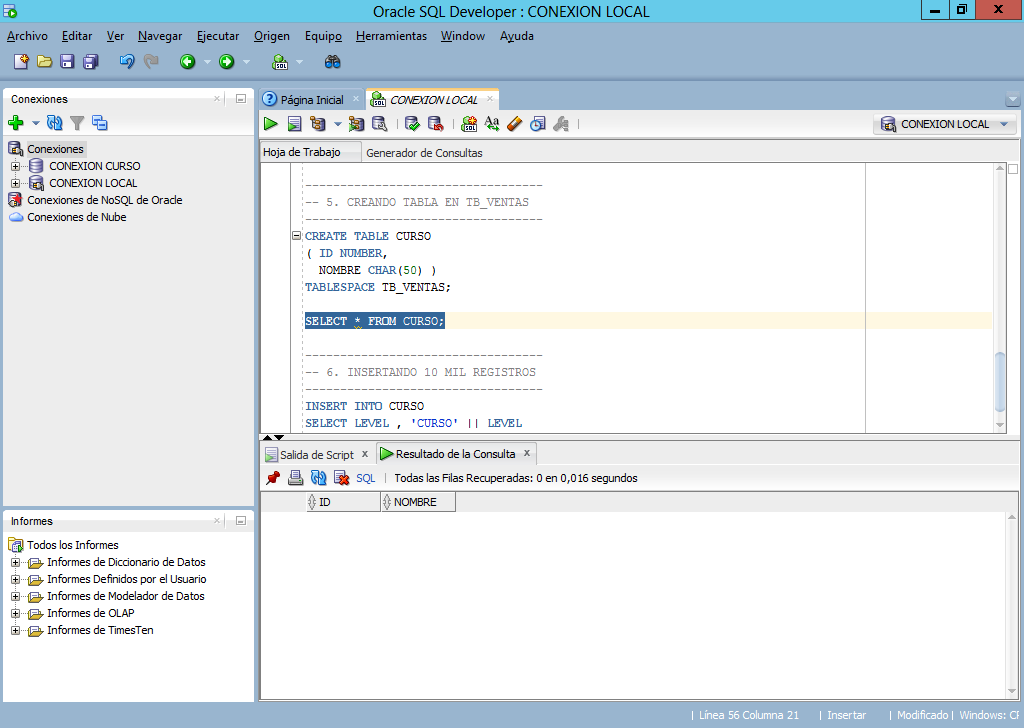 Oracle SQL Developer : CONEXION LOCAL
Archivo Editar Ver Navegar Ejecutar Origen Equipo Herramientas Window Ayuda
Conexiones
Conexiones
CONEXION CURSO
CONEXION LOCAL
Conexiones de NoSQL de Oracle
Conexiones de Nube
Informes
Todos los Informes
Informes de Diccionario de Datos
Informes Definidos por el Usuario
Informes de Modelador de Datos
Informes de OLAP
Informes de TimesTen
Página Inicial CONEXION LOCAL
CONEXION LOCAL
Hoja de Trabajo Generador de Consultas
----------------------------------
-- 5. CREANDO TABLA EN TB_VENTAS
----------------------------------
CREATE TABLE CURSO
( ID NUMBER,
NOMBRE CHAR(50) )
TABLESPACE TB_VENTAS;
SELECT * FROM CURSO;
----------------------------------
-- 6. INSERTANDO 10 MIL REGISTROS
----------------------------------
INSERT INTO CURSO
SELECT LEVEL , 'CURSO' || LEVEL
Salida de Script x Resultado de la Consulta x
SQL | Todas las Filas Recuperadas: 0 en 0,016 segundos
ID NOMBRE
| Línea 56 Columna 21 | Insertar | Modificado | Windows: CF